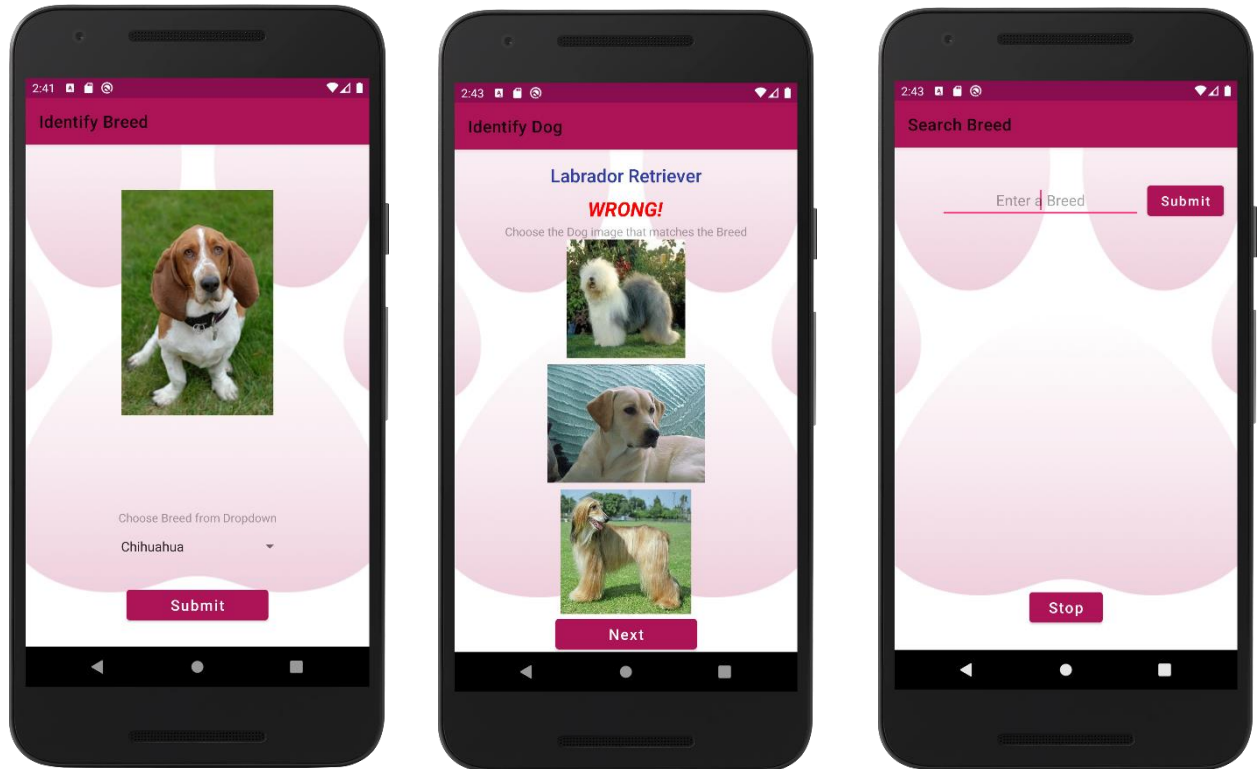 2:41
Identify Breed
Choose Breed from Dropdown
Chihuahua
Submit
2:43
Identify Dog
Labrador Retriever
WRONG!
Choose the Dog image that matches the Breed
Next
2:43
Search Breed
Enter a Breed
Submit
Stop